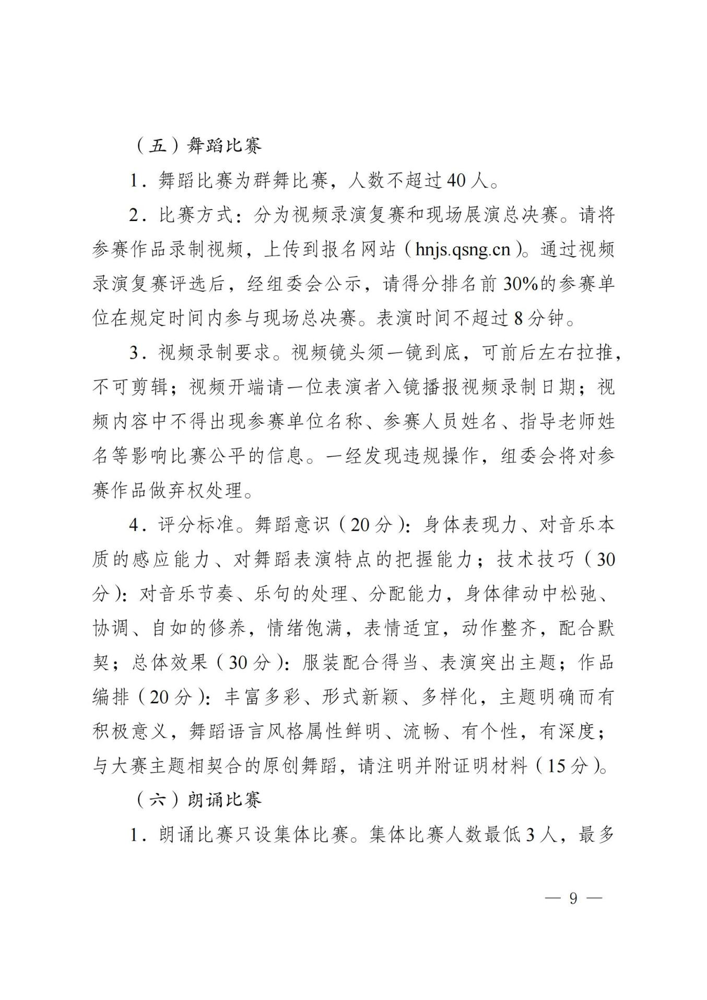 （五）舞蹈比赛
1．舞蹈比赛为群舞比赛，人数不超过 40 人。
2．比赛方式：分为视频录演复赛和现场展演总决赛。请将
参赛作品录制视频，上传到报名网站（hnjs.qsng.cn）。通过视频
录演复赛评选后，经组委会公示，请得分排名前 30%的参赛单
位在规定时间内参与现场总决赛。表演时间不超过 8 分钟。
3．视频录制要求。视频镜头须一镜到底，可前后左右拉推，
不可剪辑；视频开端请一位表演者入镜播报视频录制日期；视
频内容中不得出现参赛单位名称、参赛人员姓名、指导老师姓
名等影响比赛公平的信息。一经发现违规操作，组委会将对参
赛作品做弃权处理。
4．评分标准。舞蹈意识（20 分）：身体表现力、对音乐本
质的感应能力、对舞蹈表演特点的把握能力；技术技巧（30
分）：对音乐节奏、乐句的处理、分配能力，身体律动中松弛、
协调、自如的修养，情绪饱满，表情适宜，动作整齐，配合默
契；总体效果（30 分）：服装配合得当、表演突出主题；作品
编排（20 分）：丰富多彩、形式新颖、多样化，主题明确而有
积极意义，舞蹈语言风格属性鲜明、流畅、有个性，有深度；
与大赛主题相契合的原创舞蹈，请注明并附证明材料（15 分）。
（六）朗诵比赛
1．朗诵比赛只设集体比赛。集体比赛人数最低 3 人，最多
— 9 —